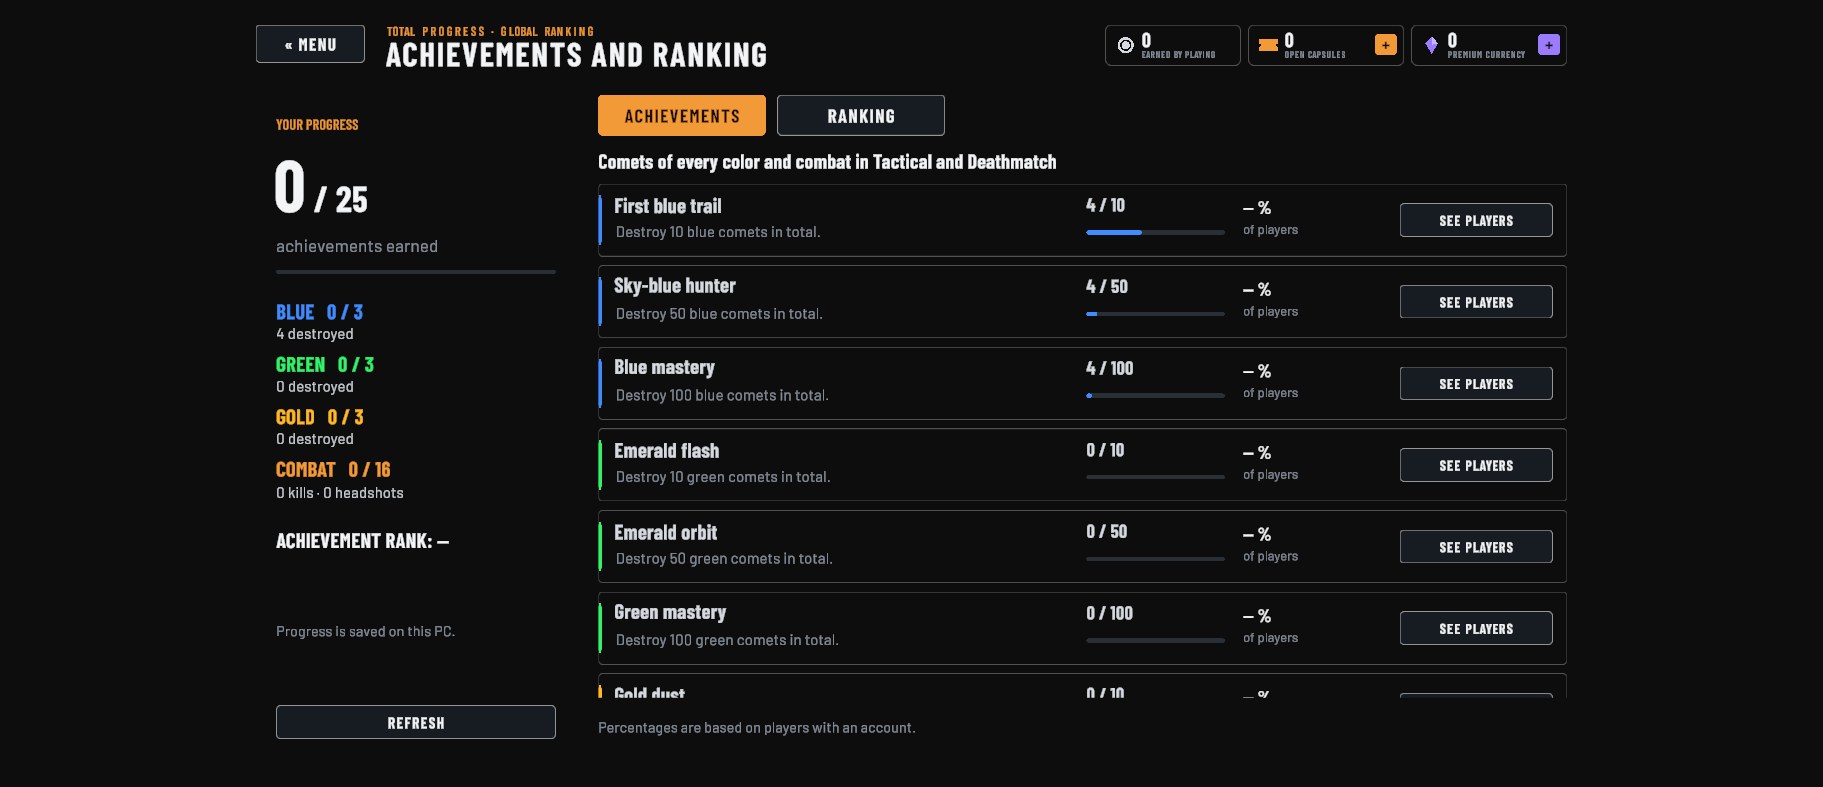 « MENU
TOTAL PROGRESS · GLOBAL RANKING
ACHIEVEMENTS AND RANKING
0
EARNED BY PLAYING
0
OPEN CAPSULES
+
0
PREMIUM CURRENCY
+
YOUR PROGRESS
0 / 25
achievements earned
BLUE 0 / 3
4 destroyed
GREEN 0 / 3
0 destroyed
GOLD 0 / 3
0 destroyed
COMBAT 0 / 16
0 kills · 0 headshots
ACHIEVEMENT RANK: —
Progress is saved on this PC.
REFRESH
ACHIEVEMENTS
RANKING
Comets of every color and combat in Tactical and Deathmatch
First blue trail
Destroy 10 blue comets in total.
4 / 10
— %
of players
SEE PLAYERS
Sky-blue hunter
Destroy 50 blue comets in total.
4 / 50
— %
of players
SEE PLAYERS
Blue mastery
Destroy 100 blue comets in total.
4 / 100
— %
of players
SEE PLAYERS
Emerald flash
Destroy 10 green comets in total.
0 / 10
— %
of players
SEE PLAYERS
Emerald orbit
Destroy 50 green comets in total.
0 / 50
— %
of players
SEE PLAYERS
Green mastery
Destroy 100 green comets in total.
0 / 100
— %
of players
SEE PLAYERS
Gold dust
0 / 10
— %
Percentages are based on players with an account.